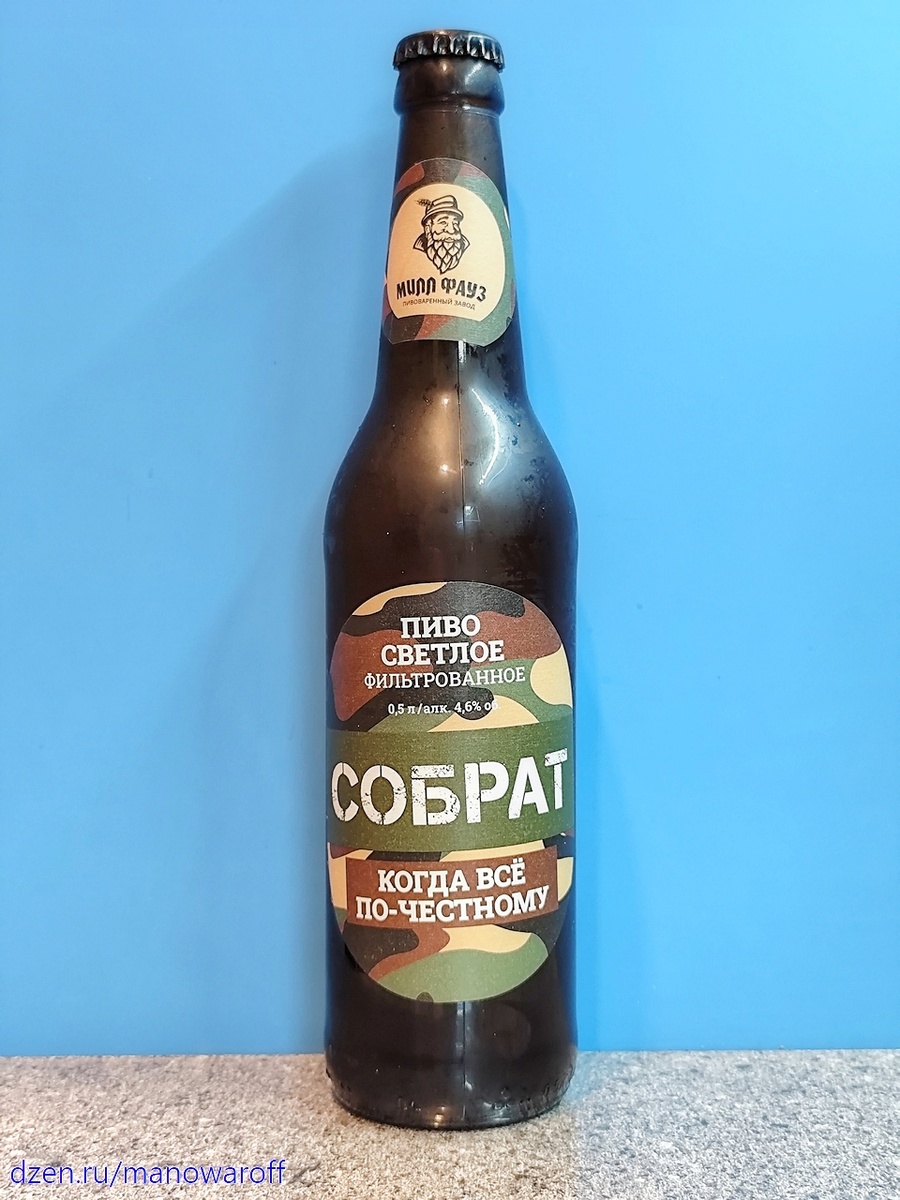 МИЛЛ ФАУЗ
ПИВОВАРЕННЫЙ ЗАВОД
ПИВО
СВЕТЛОЕ
ФИЛЬТРОВАННОЕ
0,5 л/алк. 4,6% об.
СОБРАТ
КОГДА ВСЁ
ПО-ЧЕСТНОМУ
dzen.ru/manowaroff